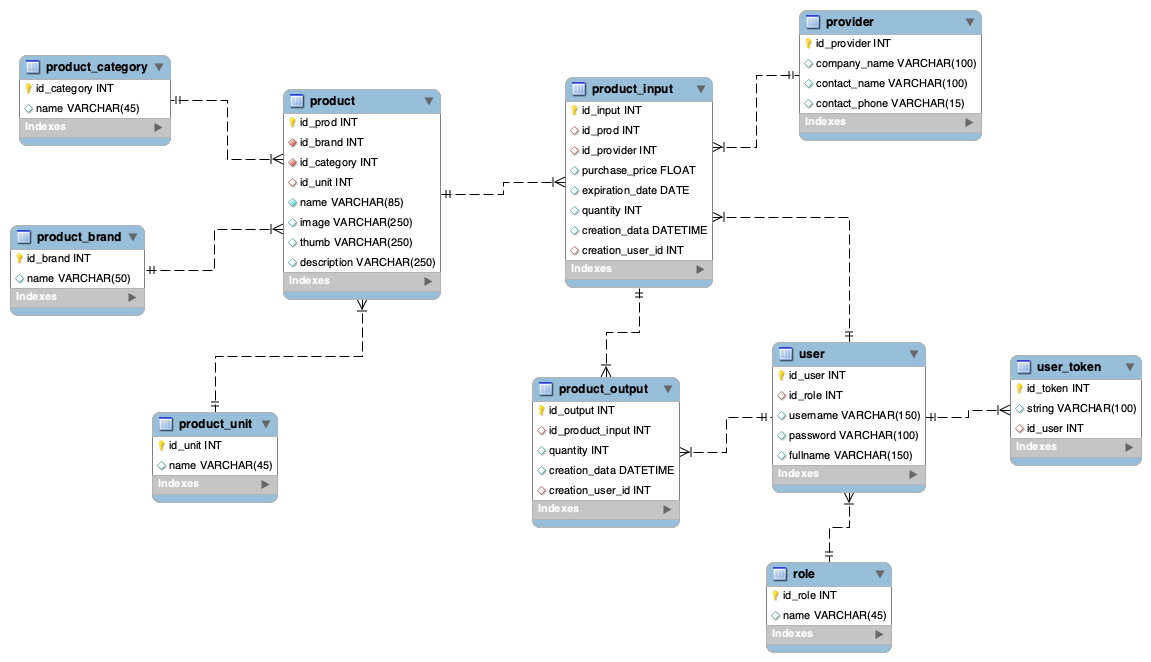 provider
id_provider INT
company_name VARCHAR(100)
contact_name VARCHAR(100)
contact_phone VARCHAR(15)
Indexes
product_category
id_category INT
name VARCHAR(45)
Indexes
product
id_prod INT
id_brand INT
id_category INT
id_unit INT
name VARCHAR(85)
image VARCHAR(250)
thumb VARCHAR(250)
description VARCHAR(250)
Indexes
product_input
id_input INT
id_prod INT
id_provider INT
purchase_price FLOAT
expiration_date DATE
quantity INT
creation_data DATETIME
creation_user_id INT
Indexes
product_brand
id_brand INT
name VARCHAR(50)
Indexes
user
id_user INT
id_role INT
username VARCHAR(150)
password VARCHAR(100)
fullname VARCHAR(150)
Indexes
user_token
id_token INT
string VARCHAR(100)
id_user INT
Indexes
product_output
id_output INT
id_product_input INT
quantity INT
creation_data DATETIME
creation_user_id INT
Indexes
product_unit
id_unit INT
name VARCHAR(45)
Indexes
role
id_role INT
name VARCHAR(45)
Indexes